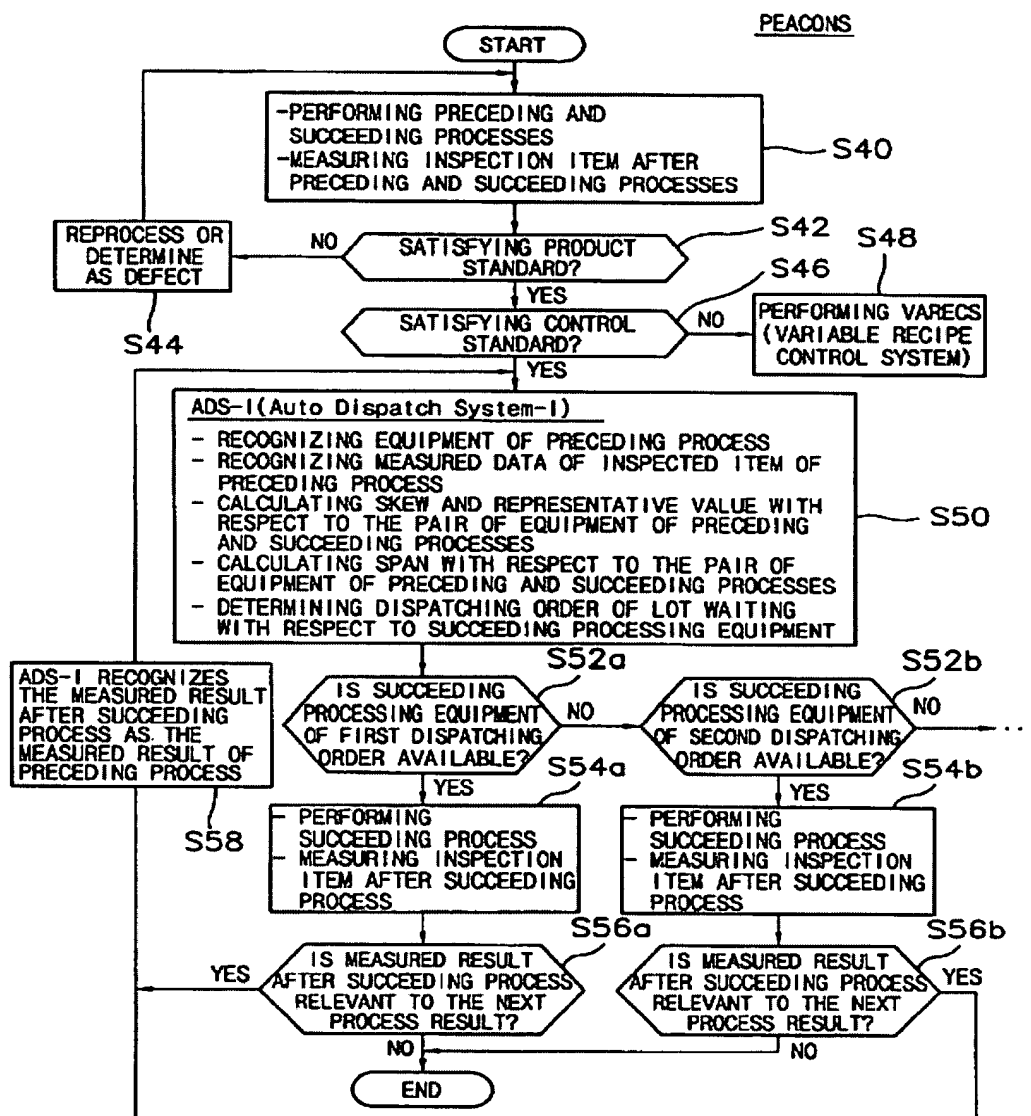 PEACONS
START
-PERFORMING PRECEDING AND
SUCCEEDING PROCESSES
-MEASURING INSPECTION ITEM AFTER
PRECEDING AND SUCCEEDING PROCESSES
S40
REPROCESS OR
DETERMINE
AS DEFECT
S44
NO
SATISFYING PRODUCT
STANDARD?
S42
YES
SATISFYING CONTROL
STANDARD?
S46
NO
S48
PERFORMING VARECS
(VARIABLE RECIPE
CONTROL SYSTEM)
YES
ADS-I(Auto Dispatch System-I)
- RECOGNIZING EQUIPMENT OF PRECEDING PROCESS
- RECOGNIZING MEASURED DATA OF INSPECTED ITEM OF
PRECEDING PROCESS
- CALCULATING SKEW AND REPRESENTATIVE VALUE WITH
RESPECT TO THE PAIR OF EQUIPMENT OF PRECEDING
AND SUCCEEDING PROCESSES
- CALCULATING SPAN WITH RESPECT TO THE PAIR OF
EQUIPMENT OF PRECEDING AND SUCCEEDING PROCESSES
- DETERMINING DISPATCHING ORDER OF LOT WAITING
WITH RESPECT TO SUCCEEDING PROCESSING EQUIPMENT
S50
ADS-I RECOGNIZES
THE MEASURED RESULT
AFTER SUCCEEDING
PROCESS AS THE
MEASURED RESULT OF
PRECEDING PROCESS
S58
S52a
IS SUCCEEDING
PROCESSING EQUIPMENT
OF FIRST DISPATCHING
ORDER AVAILABLE?
NO
YES
S52b
IS SUCCEEDING
PROCESSING EQUIPMENT
OF SECOND DISPATCHING
ORDER AVAILABLE?
NO
...
YES
S54a
- PERFORMING
SUCCEEDING PROCESS
- MEASURING INSPECTION
ITEM AFTER SUCCEEDING
PROCESS
S54b
- PERFORMING
SUCCEEDING PROCESS
- MEASURING INSPECTION
ITEM AFTER SUCCEEDING
PROCESS
S56a
IS MEASURED RESULT
AFTER SUCCEEDING PROCESS
RELEVANT TO THE NEXT
PROCESS RESULT?
YES
NO
S56b
IS MEASURED RESULT
AFTER SUCCEEDING PROCESS
RELEVANT TO THE NEXT
PROCESS RESULT?
YES
NO
END